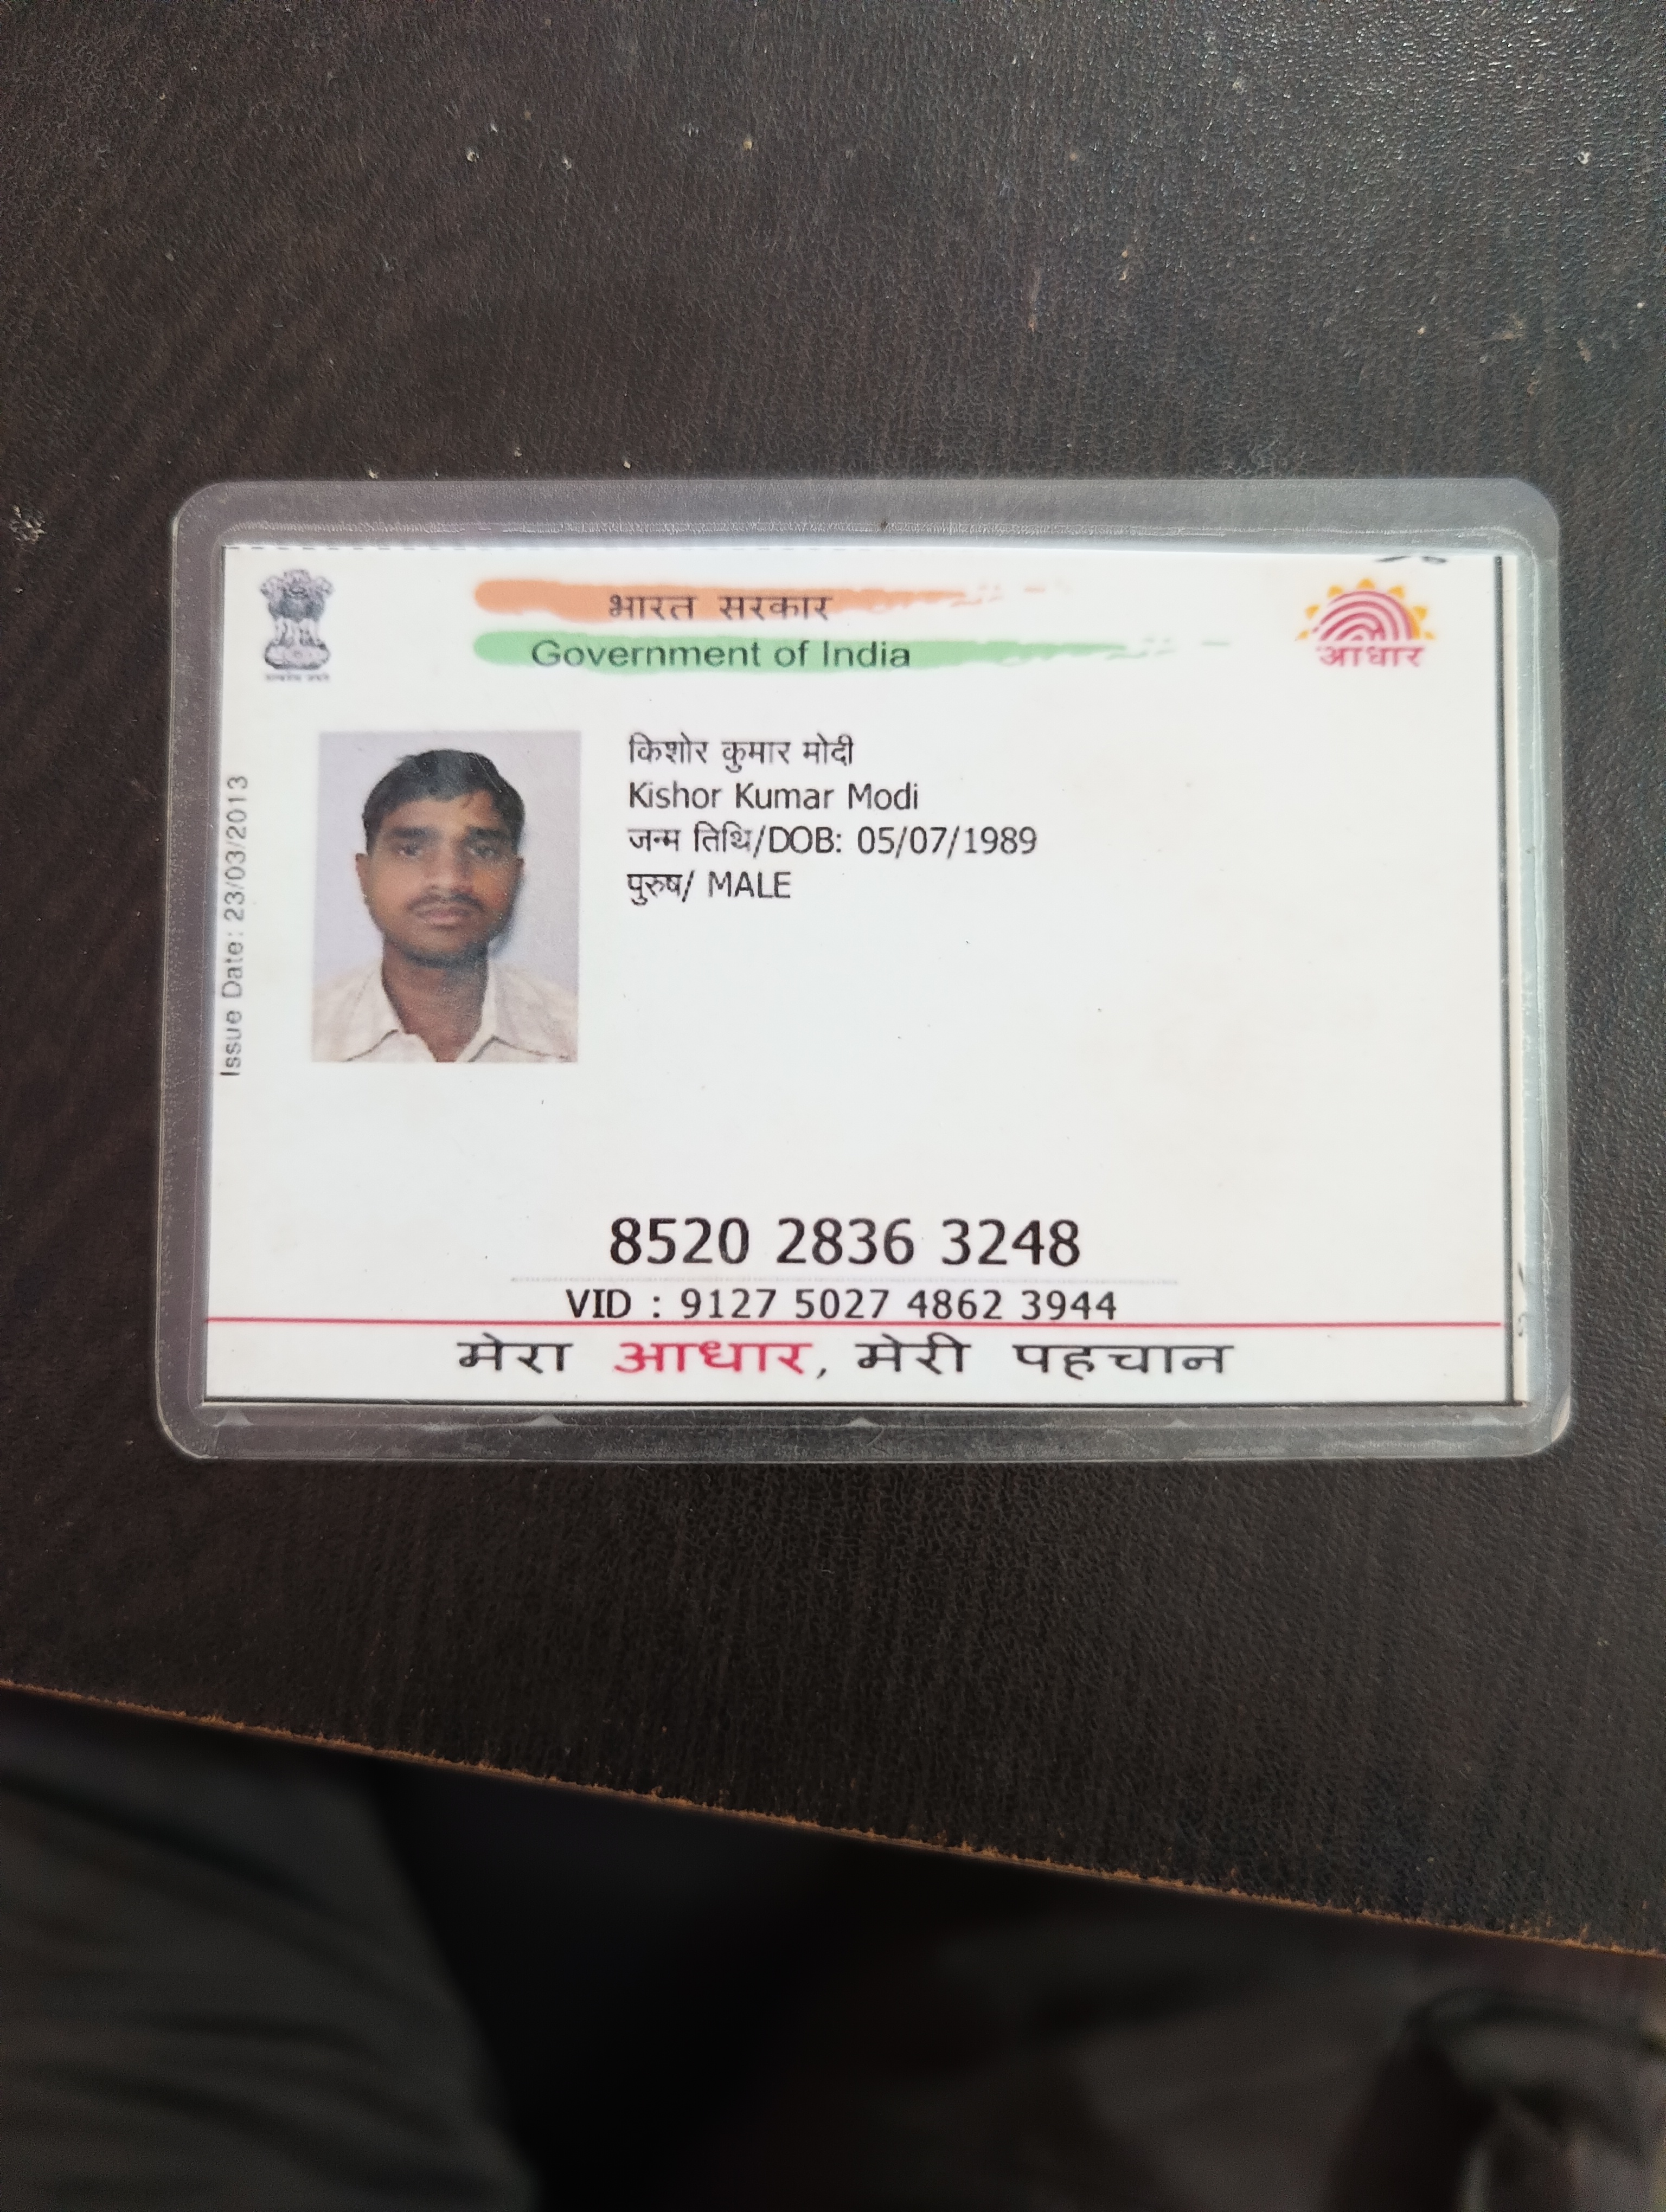 भारत सरकार
Government of India
आधार
Issue Date: 23/03/2013
किशोर कुमार मोदी
Kishor Kumar Modi
जन्म तिथि/DOB: 05/07/1989
पुरुष/ MALE
8520 2836 3248
VID : 9127 5027 4862 3944
मेरा आधार, मेरी पहचान